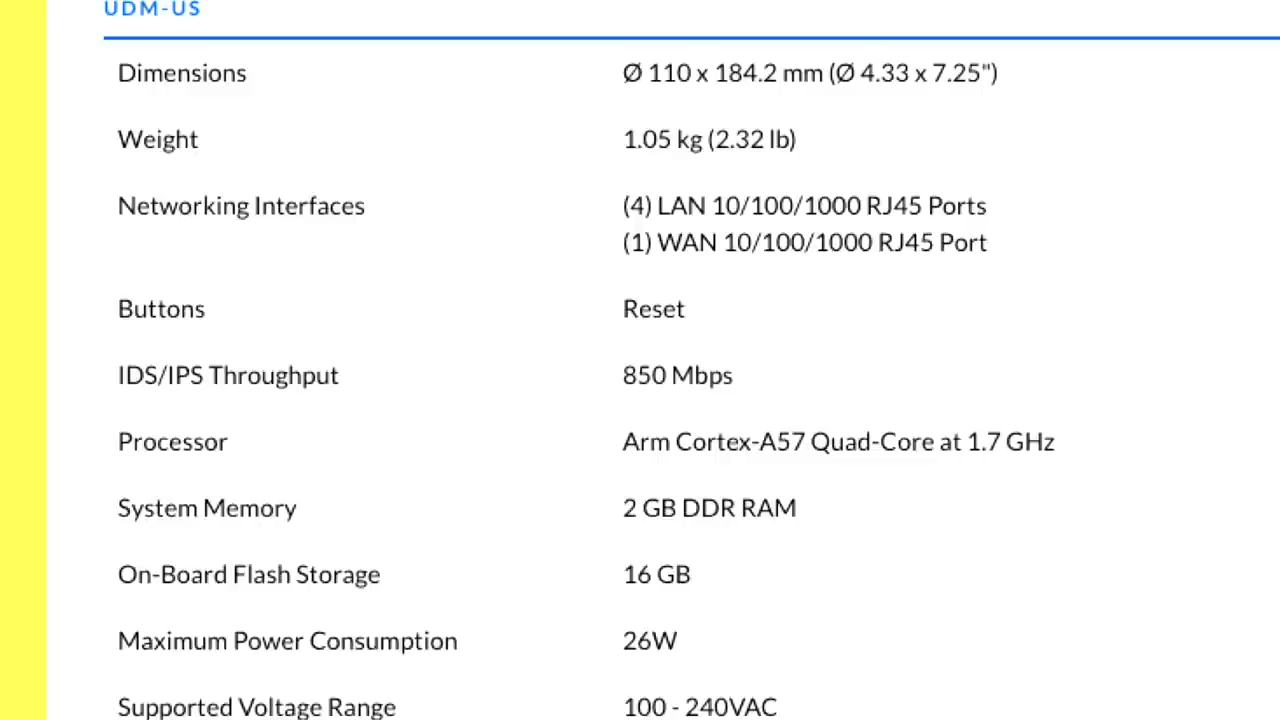 UDM-US
Dimensions Ø 110 x 184.2 mm (Ø 4.33 x 7.25")
Weight 1.05 kg (2.32 lb)
Networking Interfaces (4) LAN 10/100/1000 RJ45 Ports
(1) WAN 10/100/1000 RJ45 Port
Buttons Reset
IDS/IPS Throughput 850 Mbps
Processor Arm Cortex-A57 Quad-Core at 1.7 GHz
System Memory 2 GB DDR RAM
On-Board Flash Storage 16 GB
Maximum Power Consumption 26W
Supported Voltage Range 100 - 240VAC